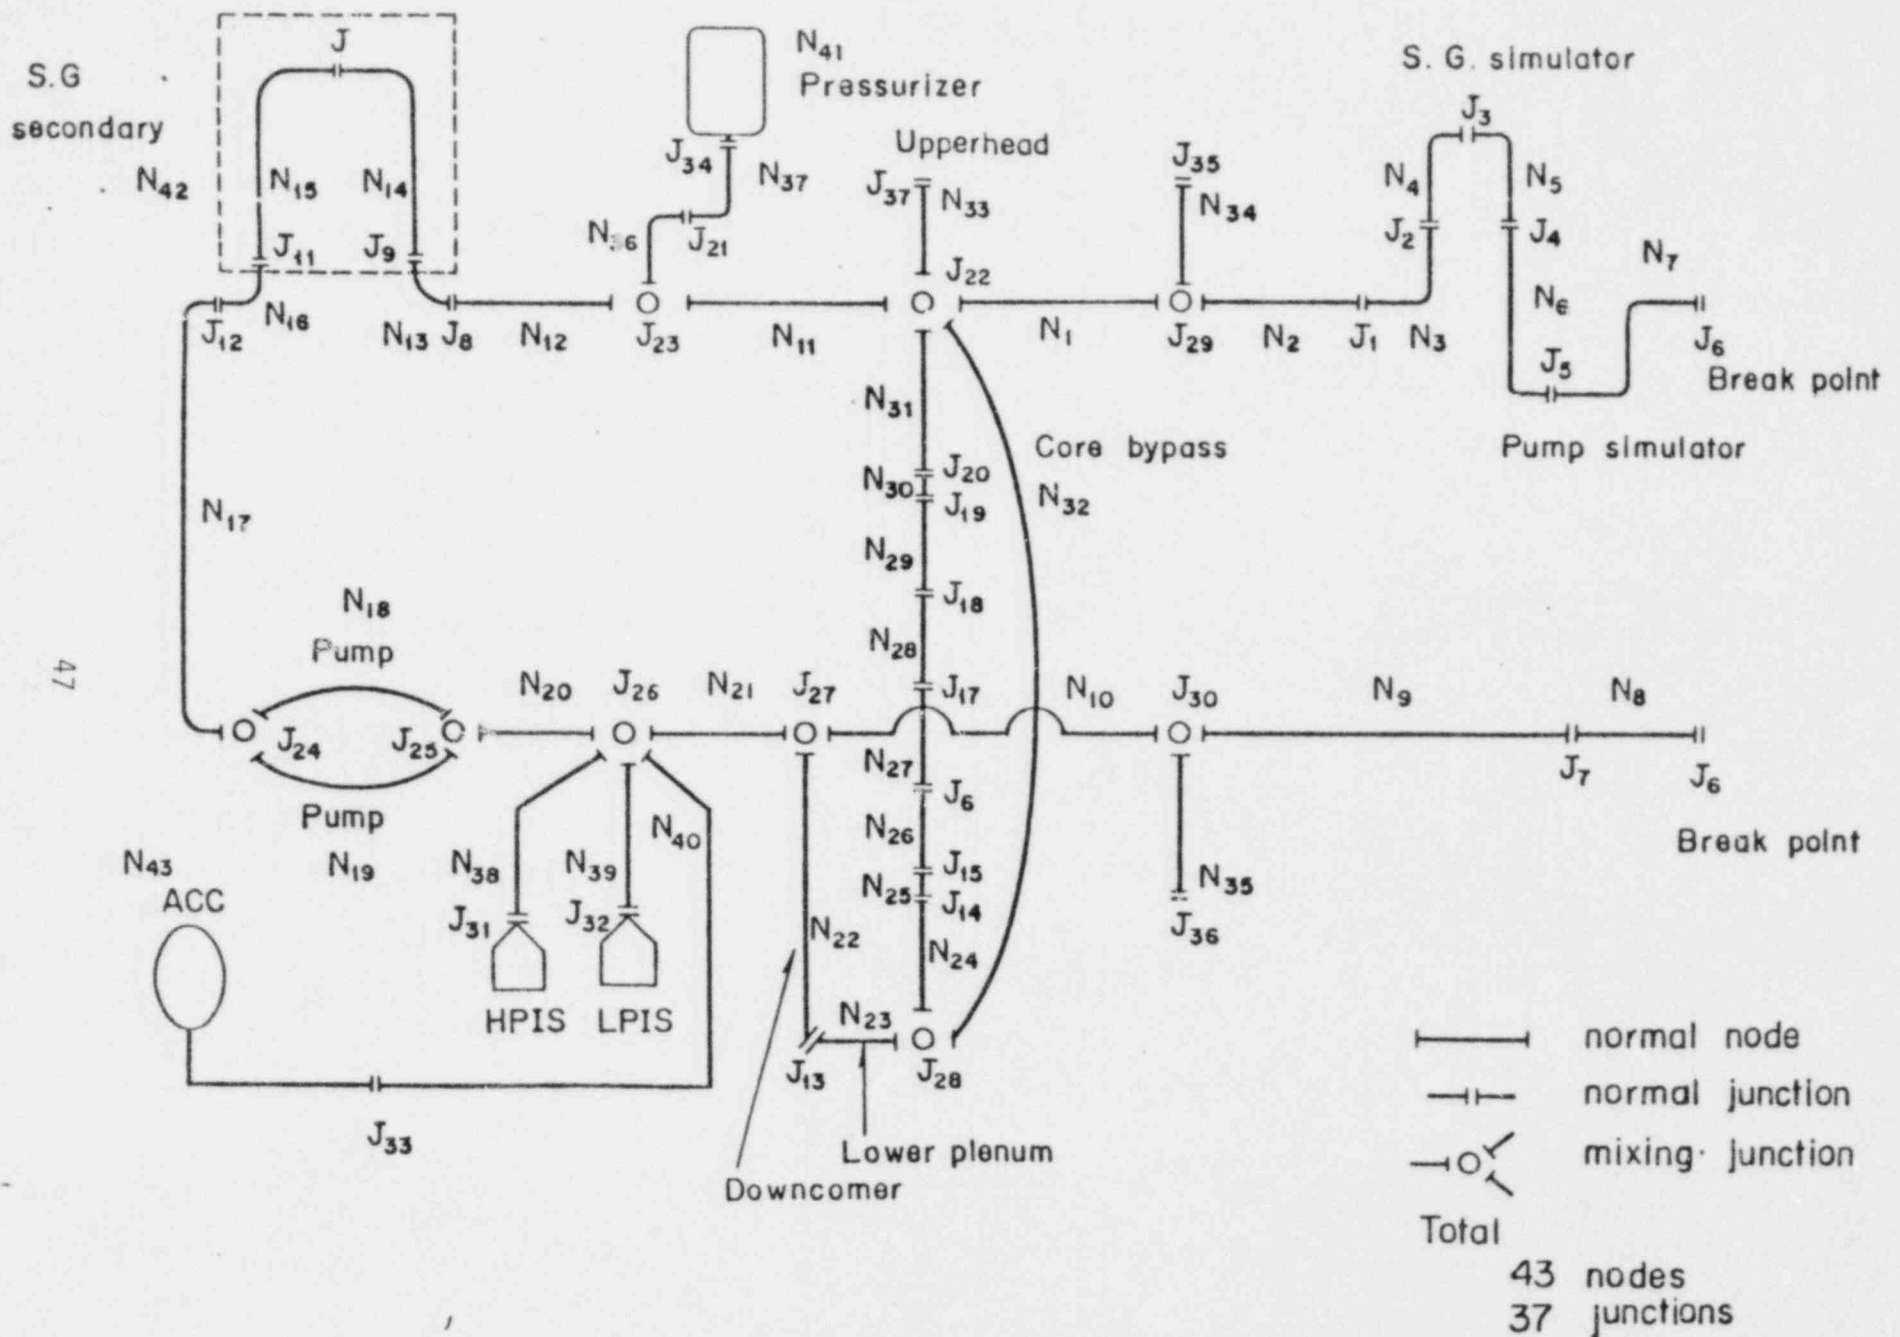 S.G
secondary
N42
J
N15
N14
J11
J9
J12
N16
N13
J8
N12
N41
Pressurizer
J34
N37
N36
J21
J23
N11
Upperhead
J37
N33
J22
N1
J35
N34
J29
N2
J1
N3
S. G. simulator
J3
N4
N5
J2
J4
N6
N7
J5
J6
Break point
Pump simulator
N31
J20
N30
J19
N29
J18
N28
J17
Core bypass
N32
N17
N18
Pump
J24
J25
Pump
N19
N20
J26
N21
J27
N10
J30
N9
N8
J7
J6
Break point
N27
J6
N26
J15
N25
J14
N24
N35
J36
N43
ACC
N38
J31
HPIS
N39
J32
LPIS
N40
J33
N22
N23
J13
J28
Lower plenum
Downcomer
normal node
normal junction
mixing junction
Total
43 nodes
37 junctions
47